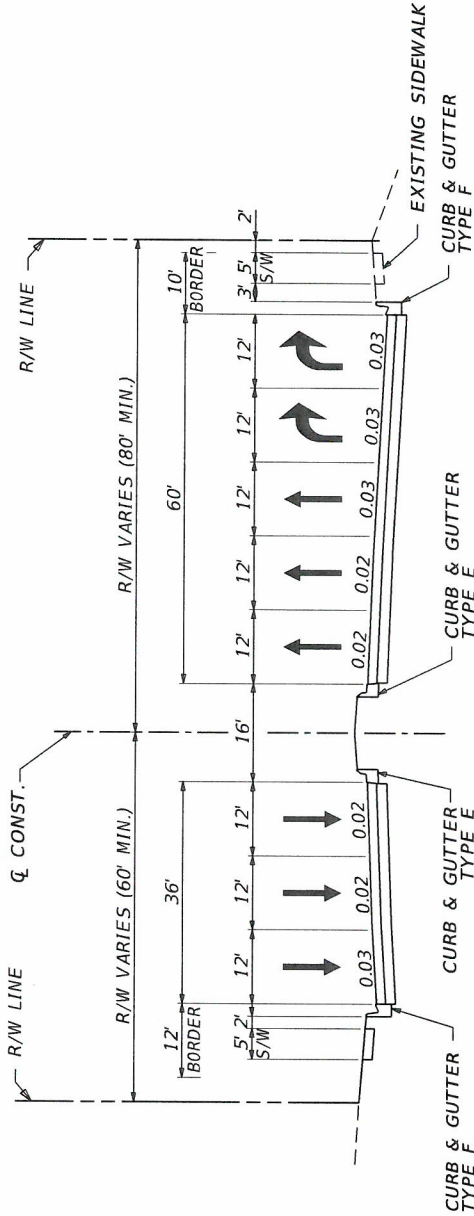 R/W LINE
℄ CONST.
R/W LINE
R/W VARIES (60' MIN.)
R/W VARIES (80' MIN.)
12'
BORDER
36'
60'
10'
BORDER
5'
S/W
2'
12'
12'
12'
16'
12'
12'
12'
12'
12'
3'
5'
S/W
2'
0.03
0.02
0.02
0.02
0.02
0.03
0.03
0.03
EXISTING SIDEWALK
CURB & GUTTER
TYPE F
CURB & GUTTER
TYPE E
CURB & GUTTER
TYPE E
CURB & GUTTER
TYPE F